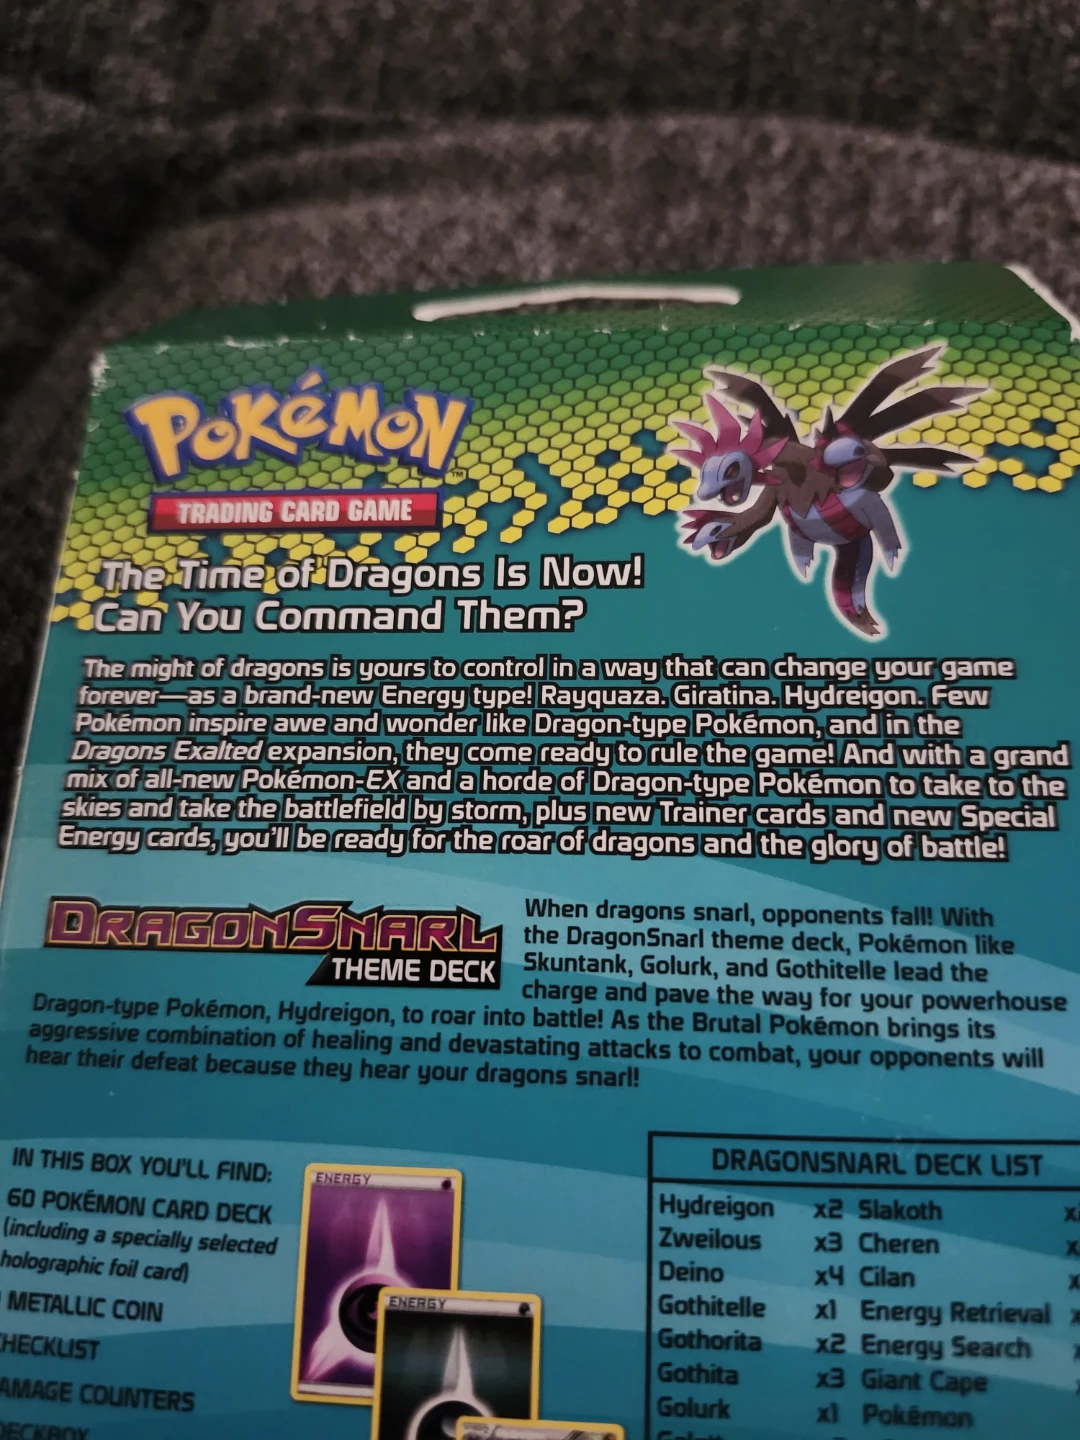 POKéMON™
TRADING CARD GAME
The Time of Dragons Is Now!
Can You Command Them?
The might of dragons is yours to control in a way that can change your game
forever—as a brand-new Energy type! Rayquaza. Giratina. Hydreigon. Few
Pokémon inspire awe and wonder like Dragon-type Pokémon, and in the
Dragons Exalted expansion, they come ready to rule the game! And with a grand
mix of all-new Pokémon-EX and a horde of Dragon-type Pokémon to take to the
skies and take the battlefield by storm, plus new Trainer cards and new Special
Energy cards, you'll be ready for the roar of dragons and the glory of battle!
DRAGONSNARL
THEME DECK
When dragons snarl, opponents fall! With
the DragonSnarl theme deck, Pokémon like
Skuntank, Golurk, and Gothitelle lead the
charge and pave the way for your powerhouse
Dragon-type Pokémon, Hydreigon, to roar into battle! As the Brutal Pokémon brings its
aggressive combination of healing and devastating attacks to combat, your opponents will
hear their defeat because they hear your dragons snarl!
IN THIS BOX YOU'LL FIND:
60 POKÉMON CARD DECK
(including a specially selected
holographic foil card)
METALLIC COIN
HECKLIST
AMAGE COUNTERS
DECKBOX
ENERGY
ENERGY
DRAGONSNARL DECK LIST
Hydreigon x2 Slakoth x
Zweilous x3 Cheren x
Deino x4 Cilan x
Gothitelle x1 Energy Retrieval x
Gothorita x2 Energy Search
Gothita x3 Giant Cape
Golurk x1 Pokémon